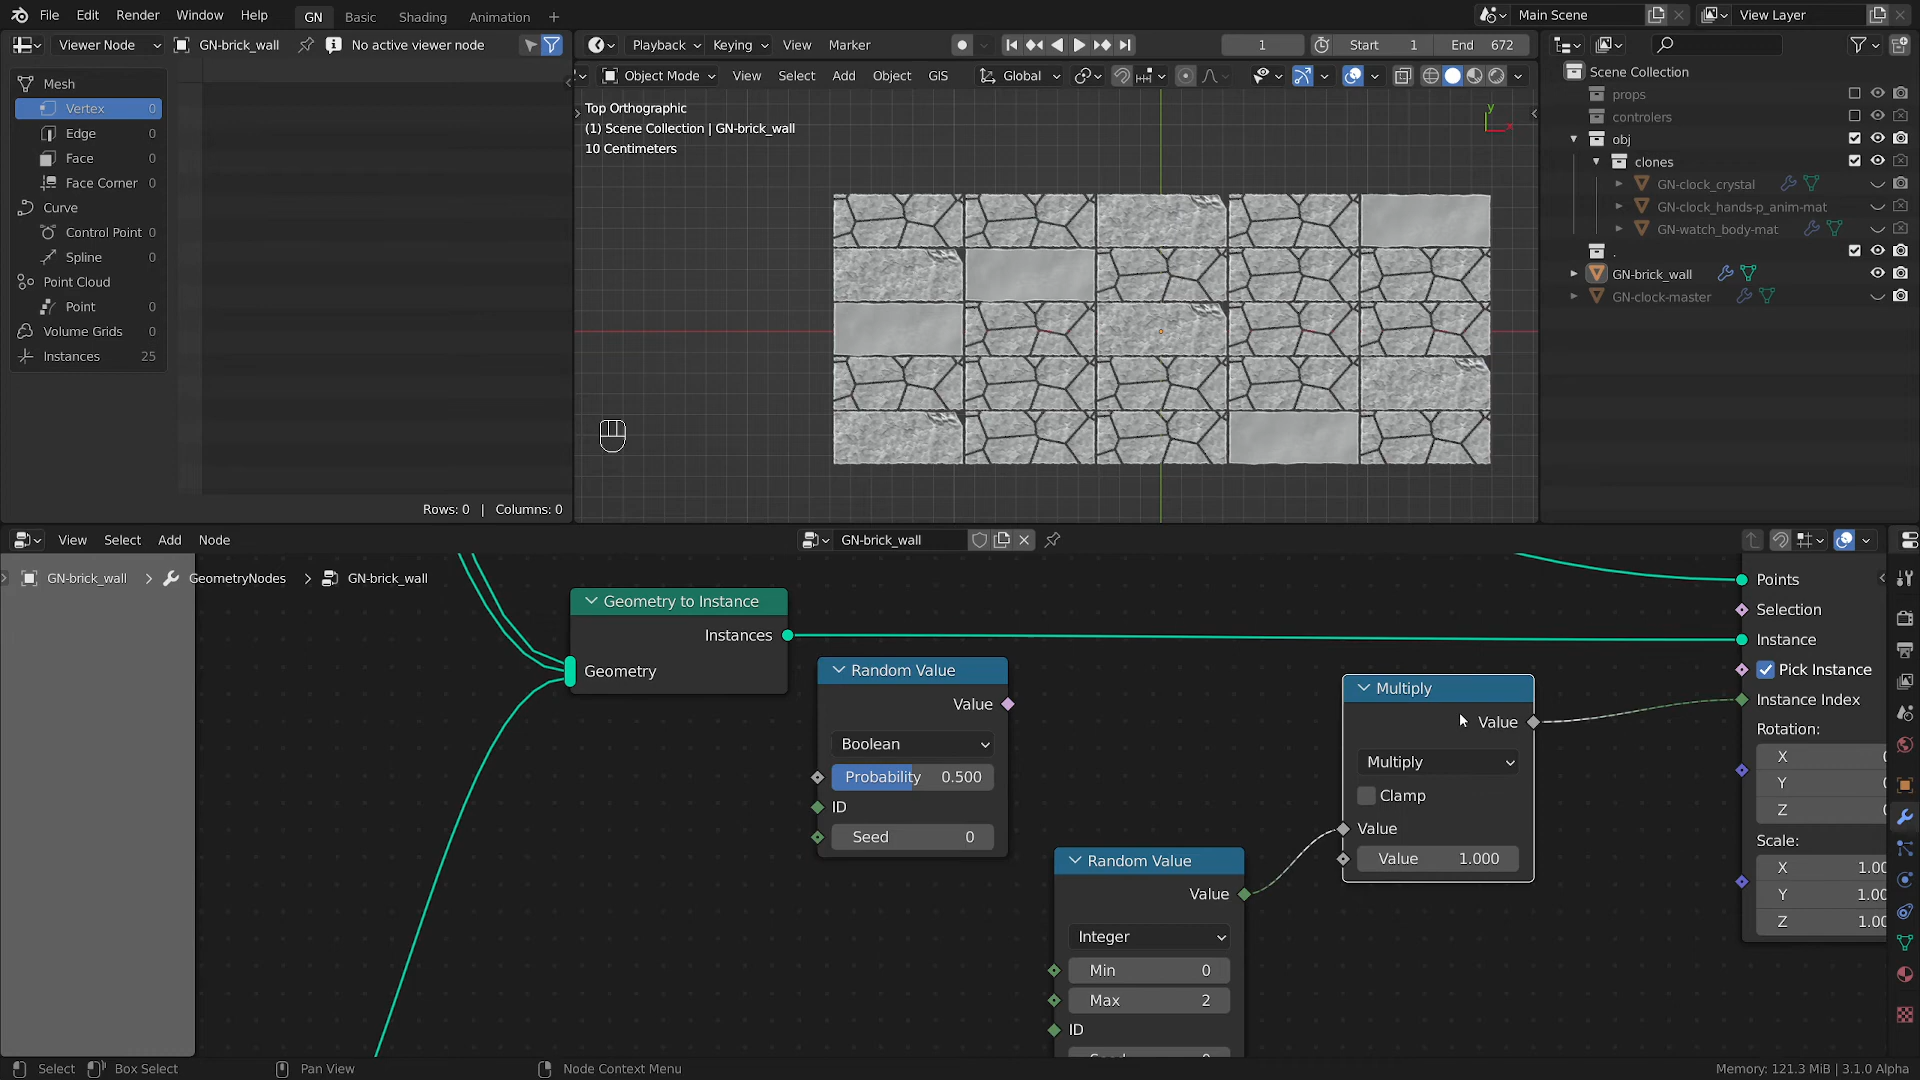 File Edit Render Window Help GN Basic Shading Animation + Main Scene View Layer
Viewer Node GN-brick_wall No active viewer node
Playback Keying View Marker 1 Start 1 End 672
Object Mode View Select Add Object GIS Global
Mesh
Vertex 0
Edge 0
Face 0
Face Corner 0
Curve
Control Point 0
Spline 0
Point Cloud
Point 0
Volume Grids 0
Instances 25
Rows: 0 | Columns: 0
Top Orthographic
(1) Scene Collection | GN-brick_wall
10 Centimeters
y
x
Scene Collection
props
controlers
obj
clones
GN-clock_crystal
GN-clock_hands-p_anim-mat
GN-watch_body-mat
.
GN-brick_wall
GN-clock-master
View Select Add Node GN-brick_wall
GN-brick_wall > GeometryNodes > GN-brick_wall
Geometry to Instance
Instances
Geometry
Random Value
Value
Boolean
Probability 0.500
ID
Seed 0
Random Value
Value
Integer
Min 0
Max 2
ID
Multiply
Value
Multiply
Clamp
Value
Value 1.000
Points
Selection
Instance
Pick Instance
Instance Index
Rotation:
X
Y
Z
Scale:
X 1.00
Y 1.00
Z 1.00
Select Box Select Pan View Node Context Menu Memory: 121.3 MiB | 3.1.0 Alpha